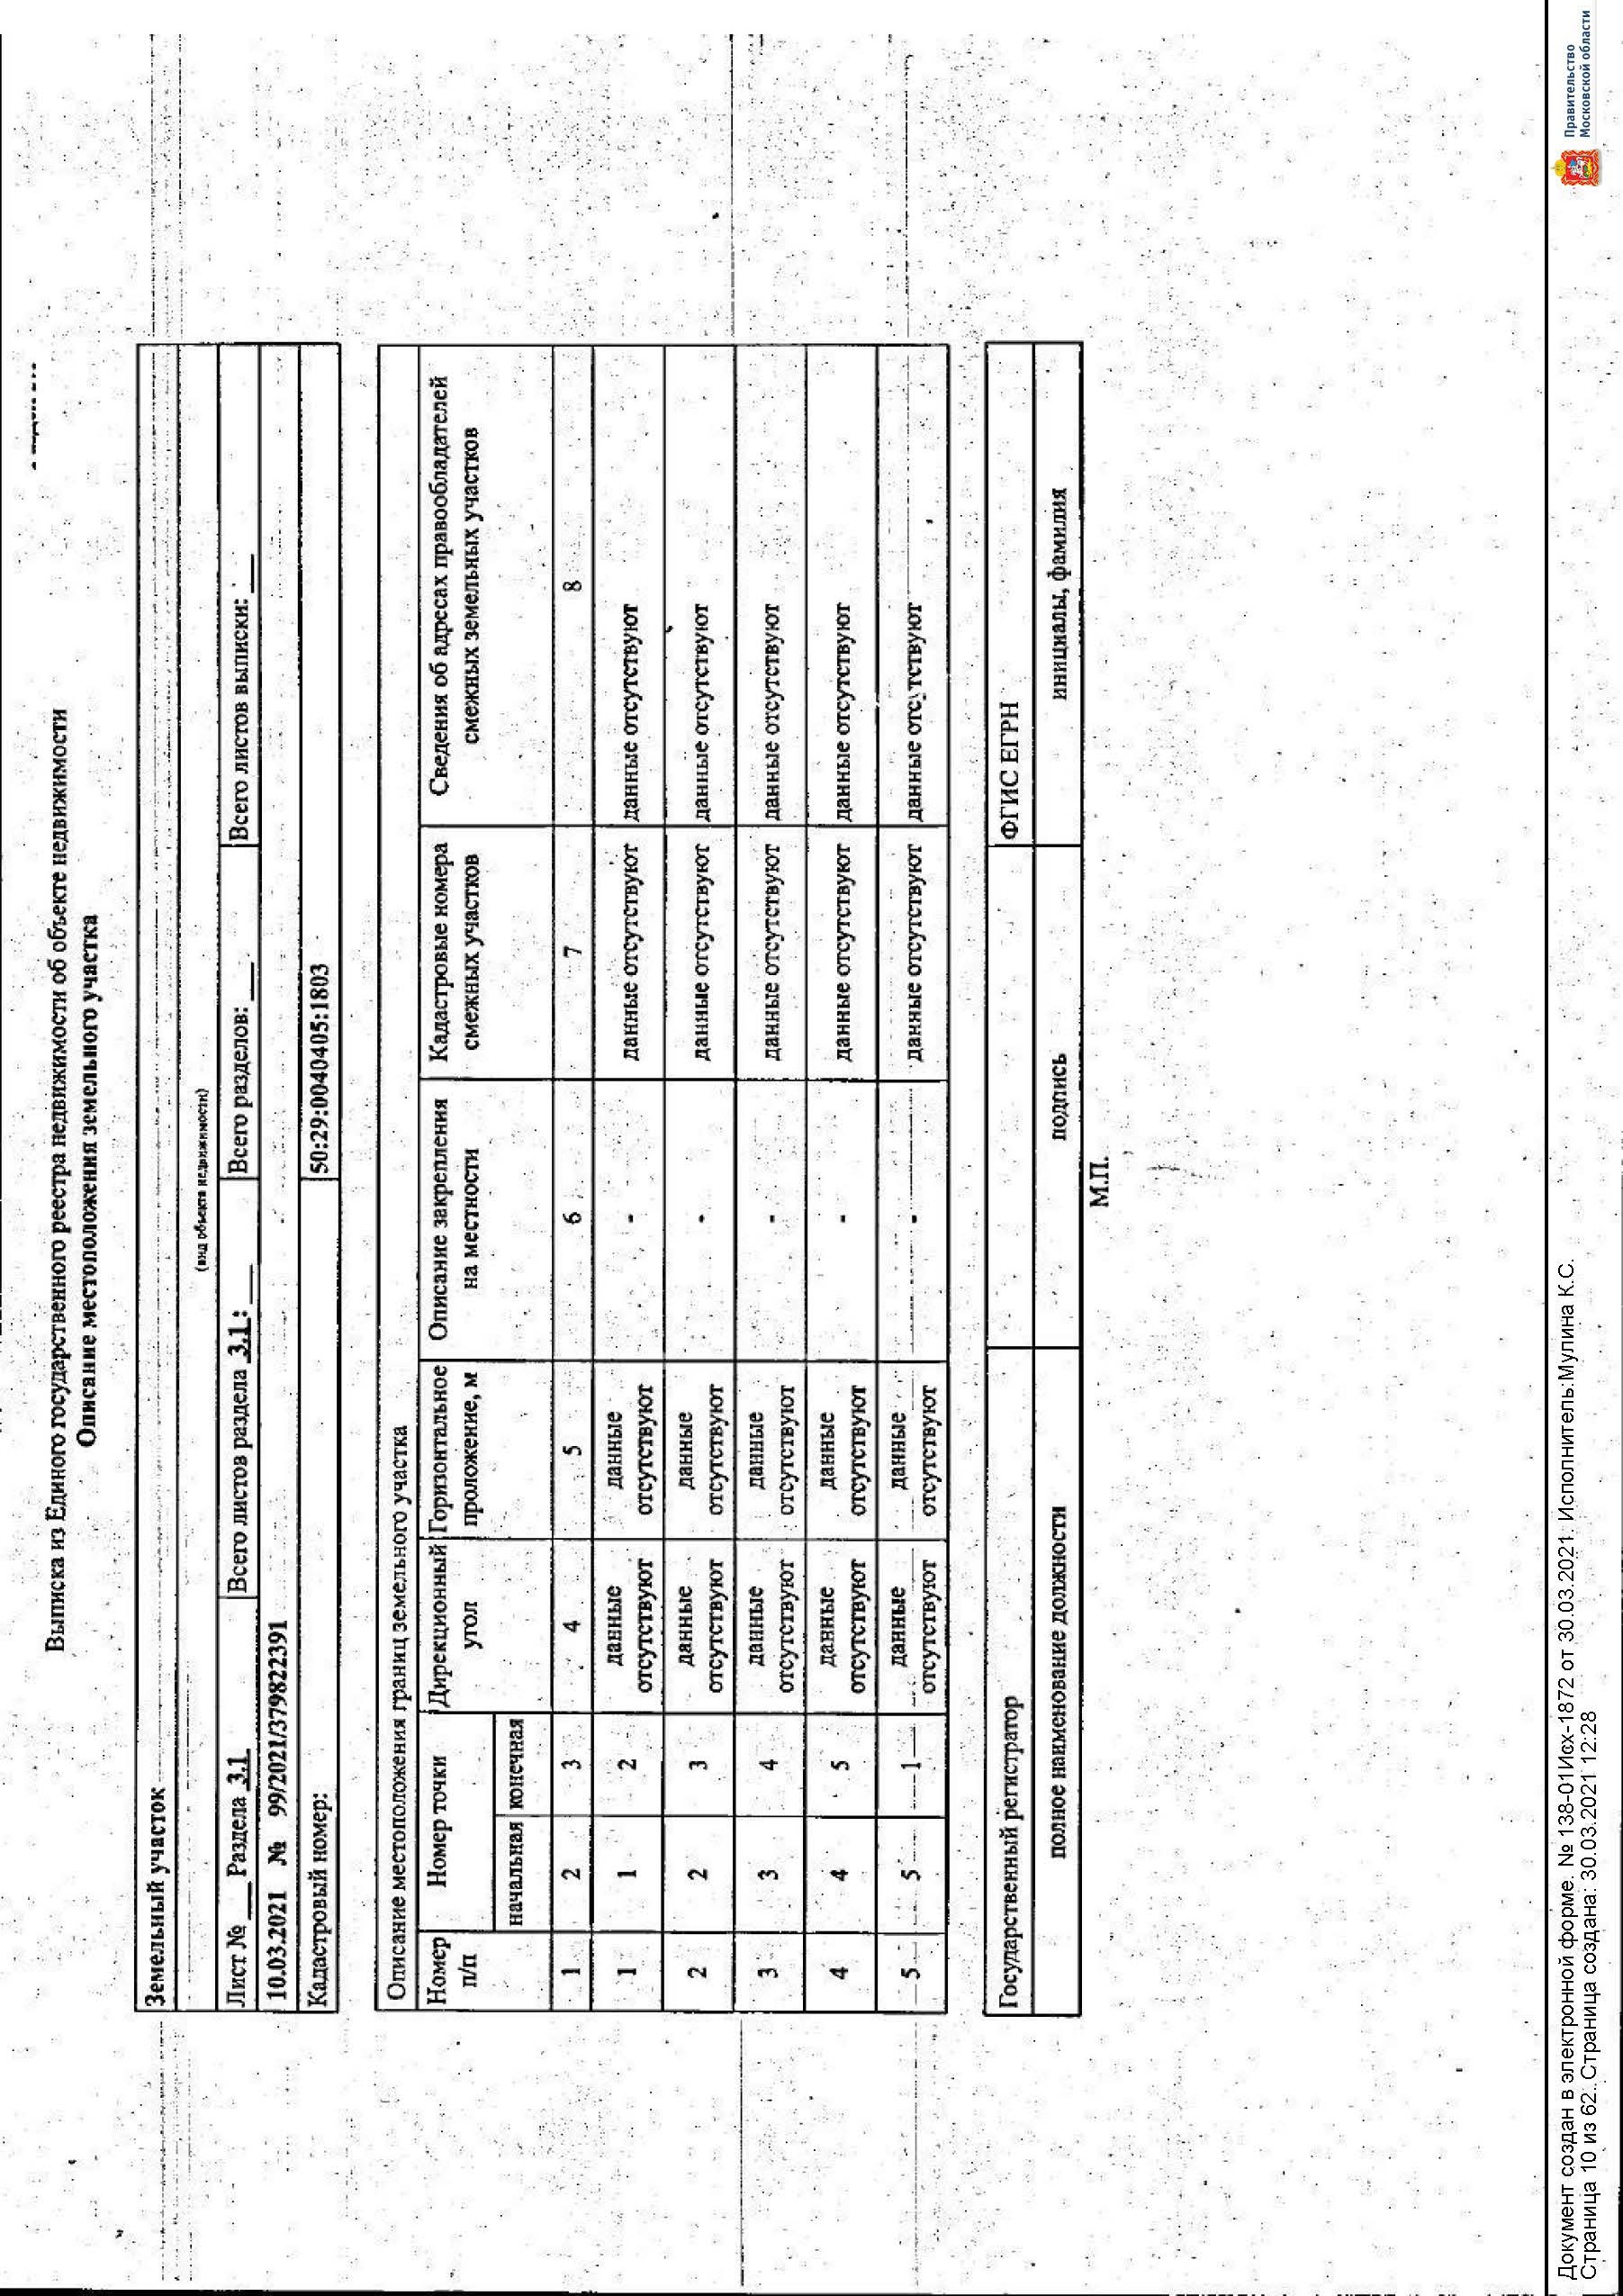 Выписка из Единого государственного реестра недвижимости об объекте недвижимости
Описание местоположения земельного участка
Земельный участок
(вид объекта недвижимости)
Лист № ___ Раздела 3.1 Всего листов раздела 3.1: ___ Всего разделов: ___ Всего листов выписки: ___
10.03.2021 № 99/2021/379822391
Кадастровый номер: 50:29:0040405:1803
Описание местоположения границ земельного участка
Номер п/п Номер точки Дирекционный угол Горизонтальное проложение, м Описание закрепления на местности Кадастровые номера смежных участков Сведения об адресах правообладателей смежных земельных участков
начальная конечная
1 2 3 4 5 6 7 8
1 1 2 данные отсутствуют данные отсутствуют - данные отсутствуют данные отсутствуют
2 2 3 данные отсутствуют данные отсутствуют - данные отсутствуют данные отсутствуют
3 3 4 данные отсутствуют данные отсутствуют - данные отсутствуют данные отсутствуют
4 4 5 данные отсутствуют данные отсутствуют - данные отсутствуют данные отсутствуют
5 5 1 данные отсутствуют данные отсутствуют - данные отсутствуют данные отсутствуют
Государственный регистратор ФГИС ЕГРН
полное наименование должности подпись инициалы, фамилия
М.П.
Документ создан в электронной форме. № 138-01Исх-1872 от 30.03.2021. Исполнитель:Мулина К.С.
Страница 10 из 62. Страница создана: 30.03.2021 12:28
Правительство
Московской области